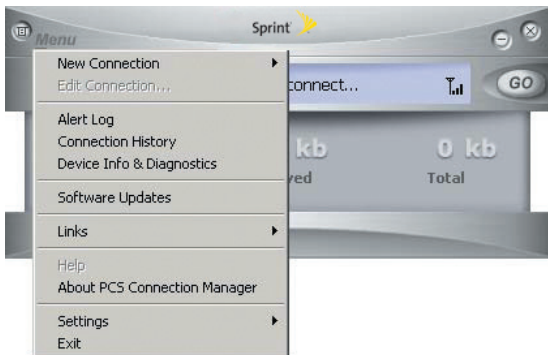 Sprint
Menu
New Connection
Edit Connection...
connect...
GO
Alert Log
Connection History
Device Info & Diagnostics
kb
0 kb
ved
Total
Software Updates
Links
Help
About PCS Connection Manager
Settings
Exit